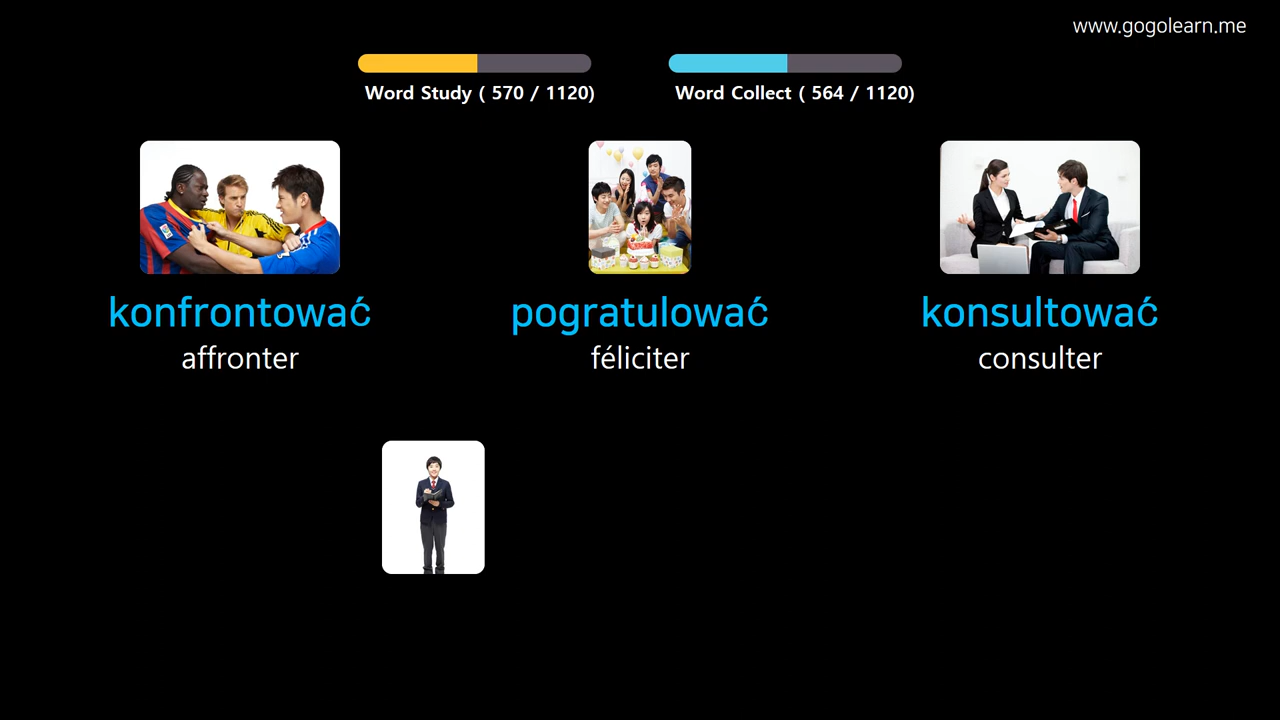 www.gogolearn.me
Word Study ( 570 / 1120)
Word Collect ( 564 / 1120)
konfrontować
affronter
pogratulować
féliciter
konsultować
consulter